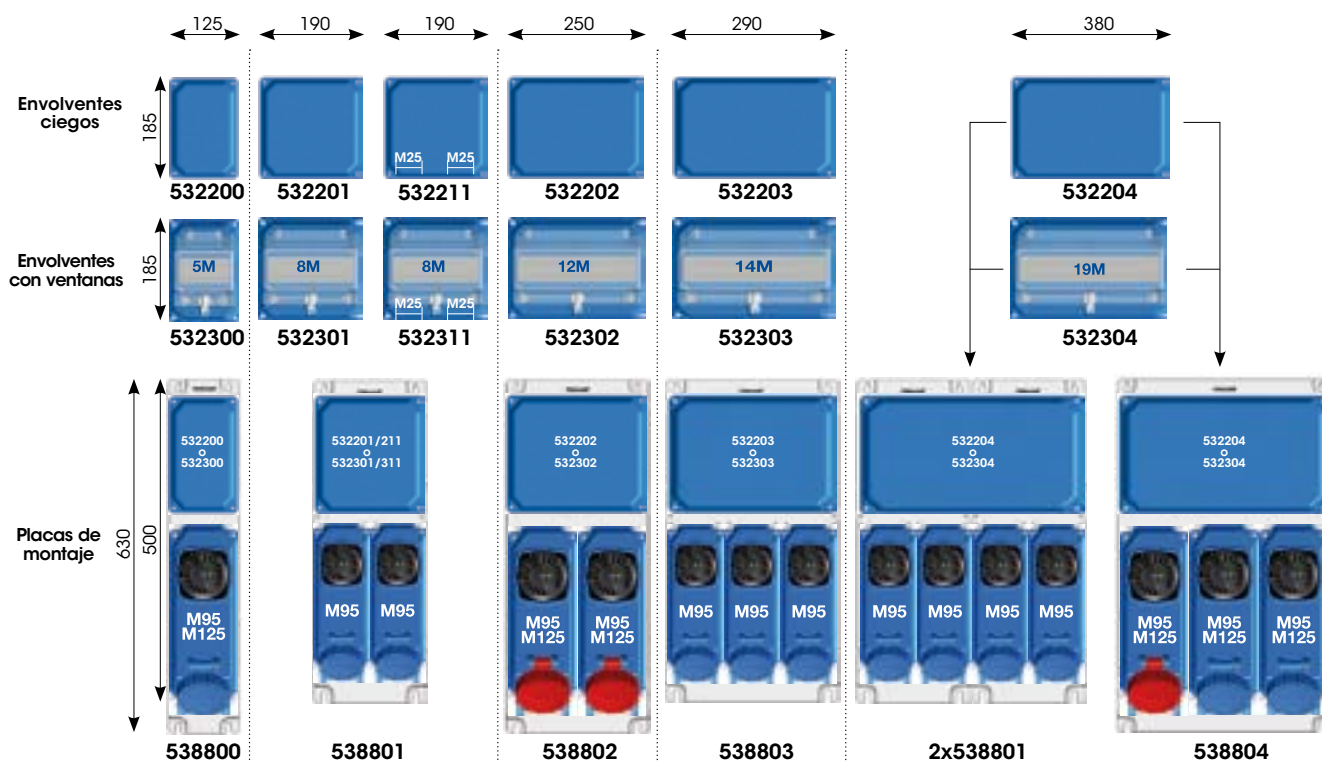 125 190 190 250 290 380
Envolventes
ciegos
185
M25 M25
532200 532201 532211 532202 532203 532204
Envolventes
con ventanas
185
5M 8M 8M 12M 14M 19M
M25 M25
532300 532301 532311 532302 532303 532304
Placas de
montaje
630
500
532200 532201/211 532202 532203 532204 532204
o o o o o o
532300 532301/311 532302 532303 532304 532304
M95 M95 M95 M95 M95 M95 M95 M95 M95 M95 M95 M95 M95 M95 M95 M95
M125 M125 M125 M125 M125 M125
538800 538801 538802 538803 2x538801 538804